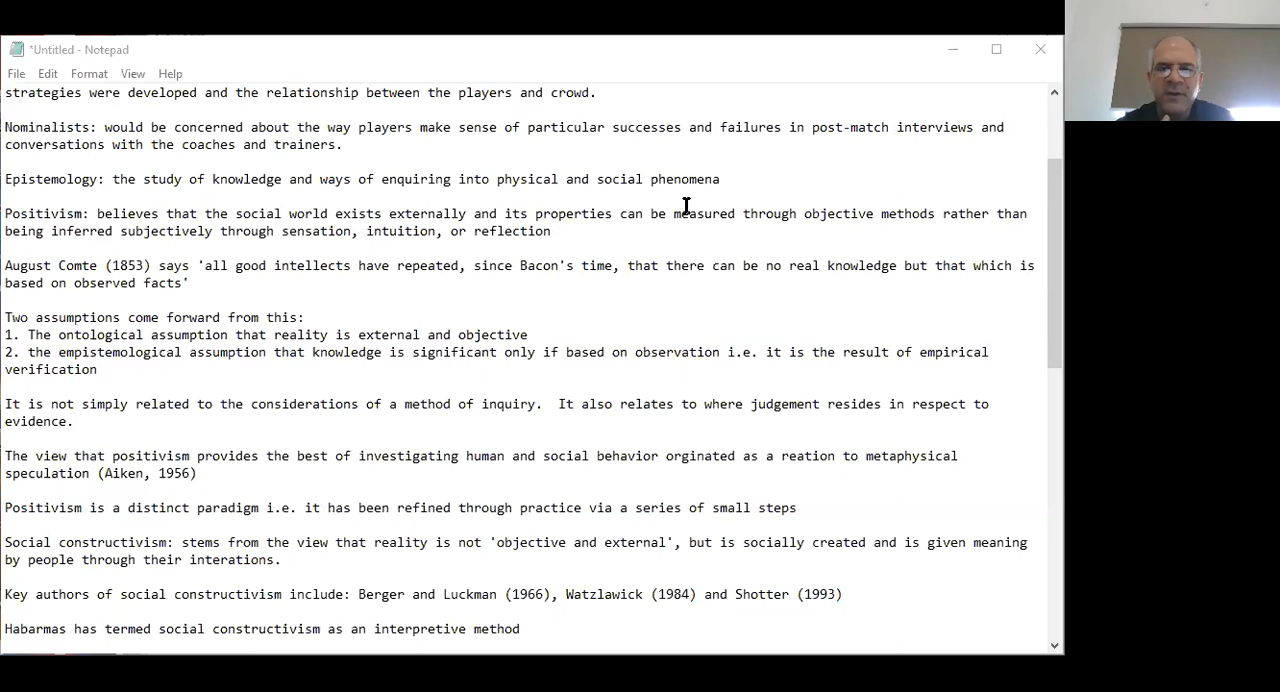 *Untitled - Notepad
File Edit Format View Help
strategies were developed and the relationship between the players and crowd.
Nominalists: would be concerned about the way players make sense of particular successes and failures in post-match interviews and
conversations with the coaches and trainers.
Epistemology: the study of knowledge and ways of enquiring into physical and social phenomena
Positivism: believes that the social world exists externally and its properties can be measured through objective methods rather than
being inferred subjectively through sensation, intuition, or reflection
August Comte (1853) says 'all good intellects have repeated, since Bacon's time, that there can be no real knowledge but that which is
based on observed facts'
Two assumptions come forward from this:
1. The ontological assumption that reality is external and objective
2. the empistemological assumption that knowledge is significant only if based on observation i.e. it is the result of empirical
verification
It is not simply related to the considerations of a method of inquiry.  It also relates to where judgement resides in respect to
evidence.
The view that positivism provides the best of investigating human and social behavior orginated as a reation to metaphysical
speculation (Aiken, 1956)
Positivism is a distinct paradigm i.e. it has been refined through practice via a series of small steps
Social constructivism: stems from the view that reality is not 'objective and external', but is socially created and is given meaning
by people through their interations.
Key authors of social constructivism include: Berger and Luckman (1966), Watzlawick (1984) and Shotter (1993)
Habarmas has termed social constructivism as an interpretive method